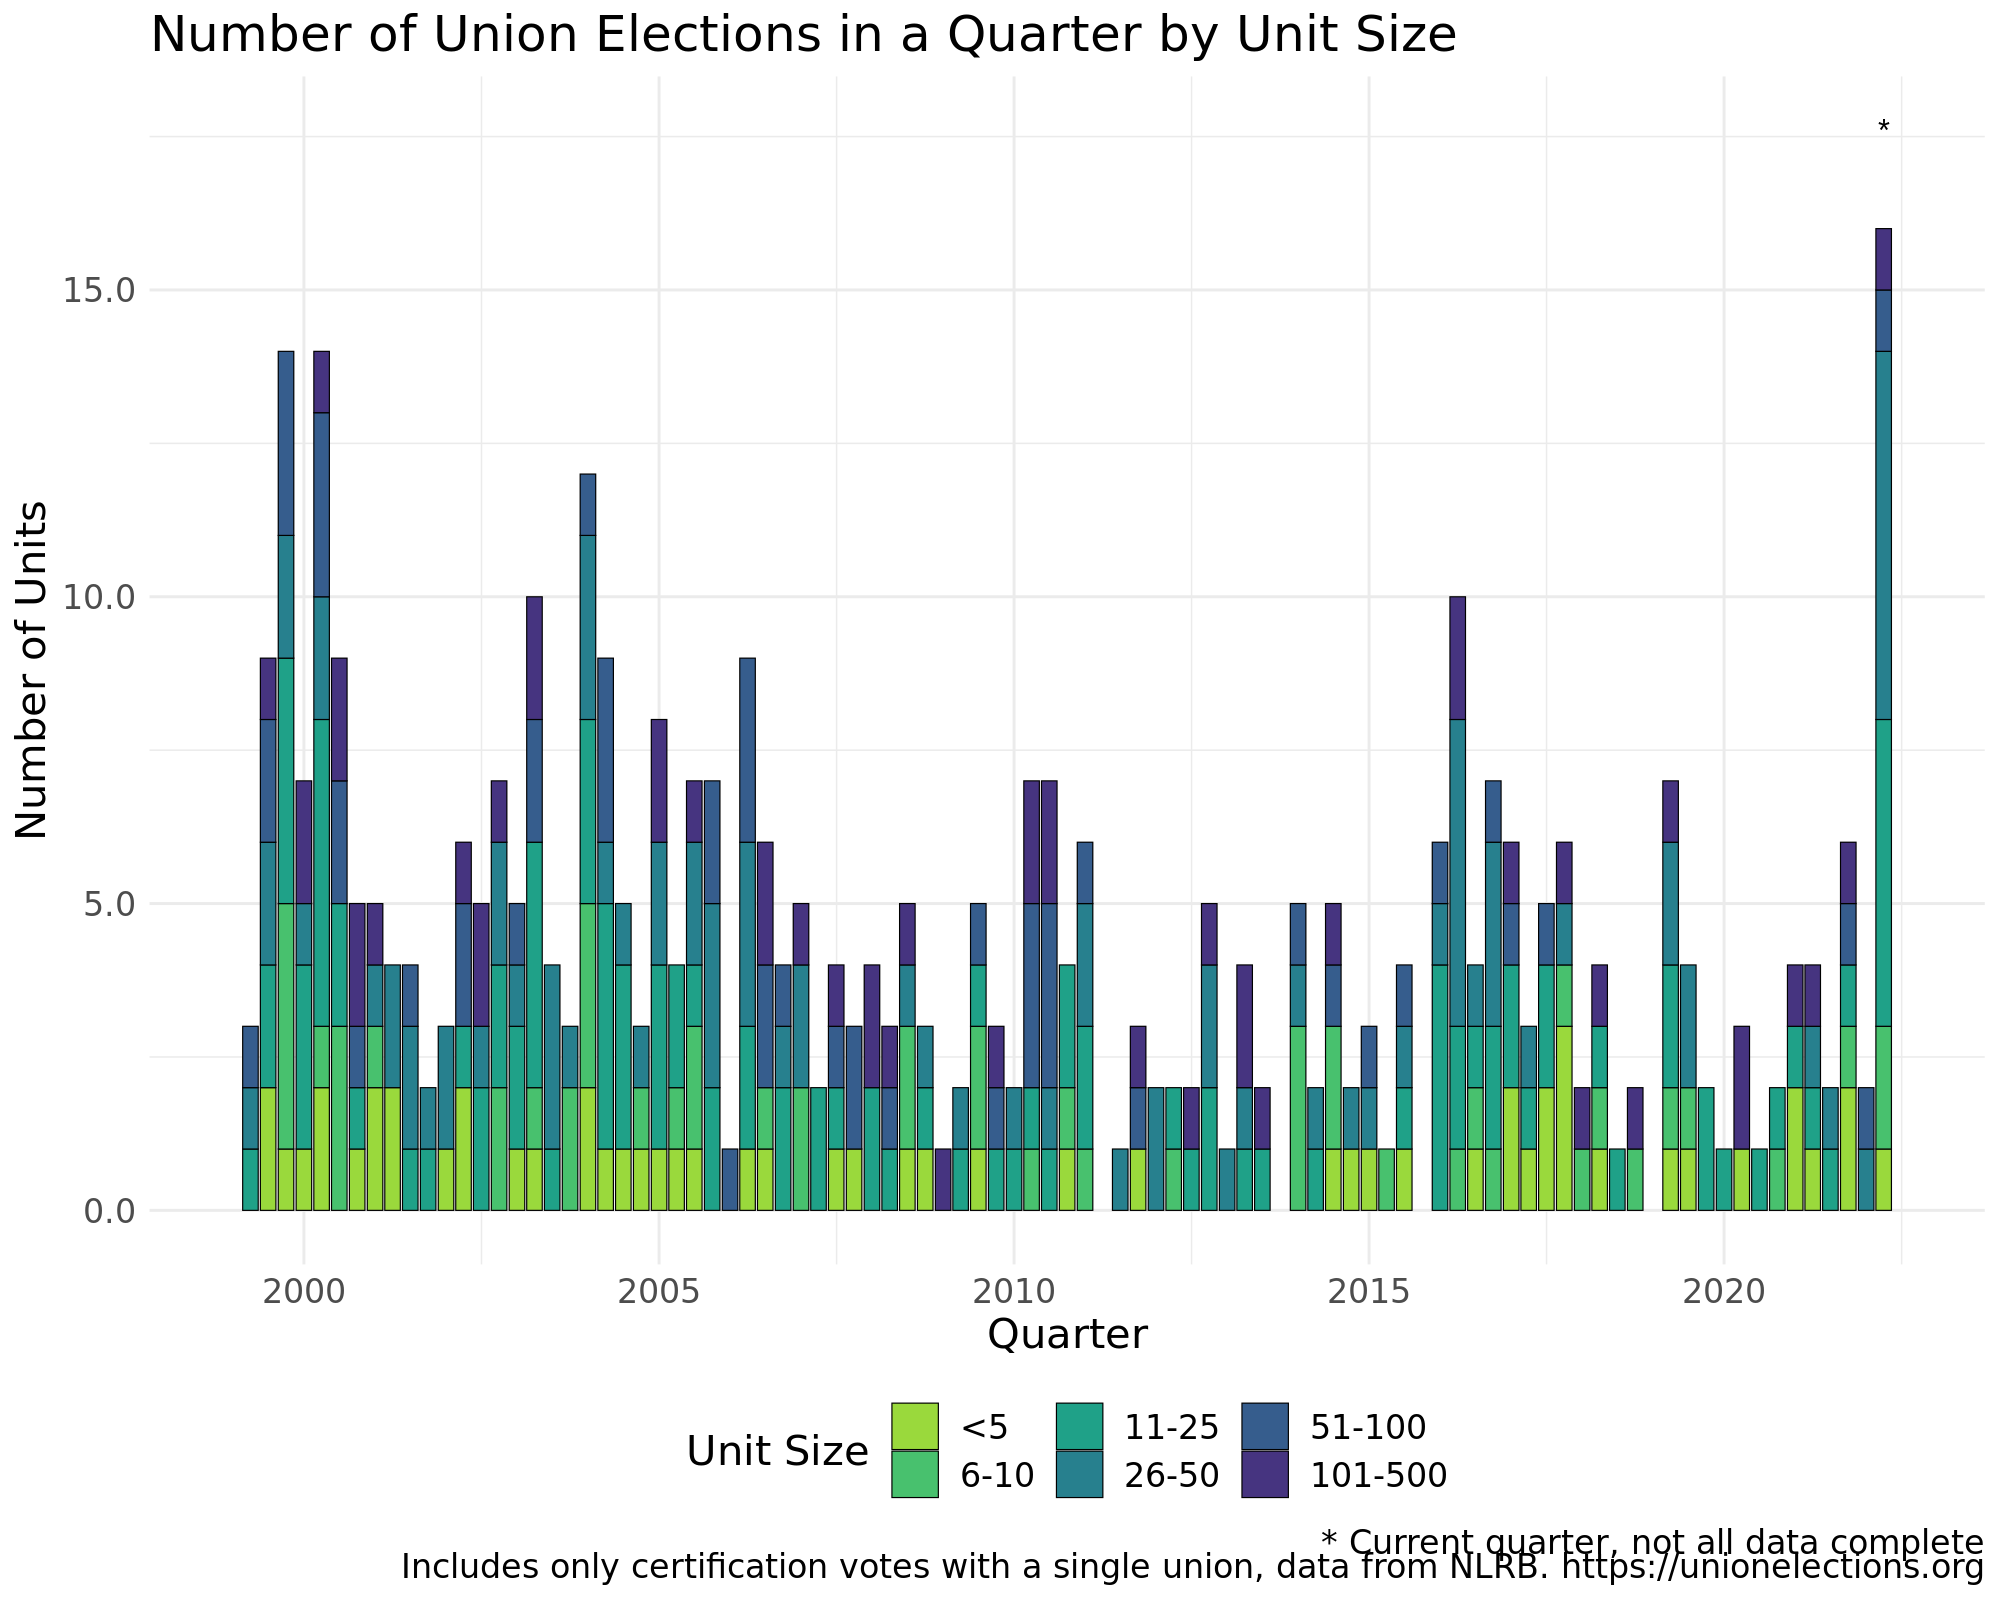 Number of Union Elections in a Quarter by Unit Size
*
15.0
10.0
5.0
0.0
Number of Units
2000 2005 2010 2015 2020
Quarter
Unit Size
<5 11-25 51-100
6-10 26-50 101-500
* Current quarter, not all data complete
Includes only certification votes with a single union, data from NLRB. https://unionelections.org